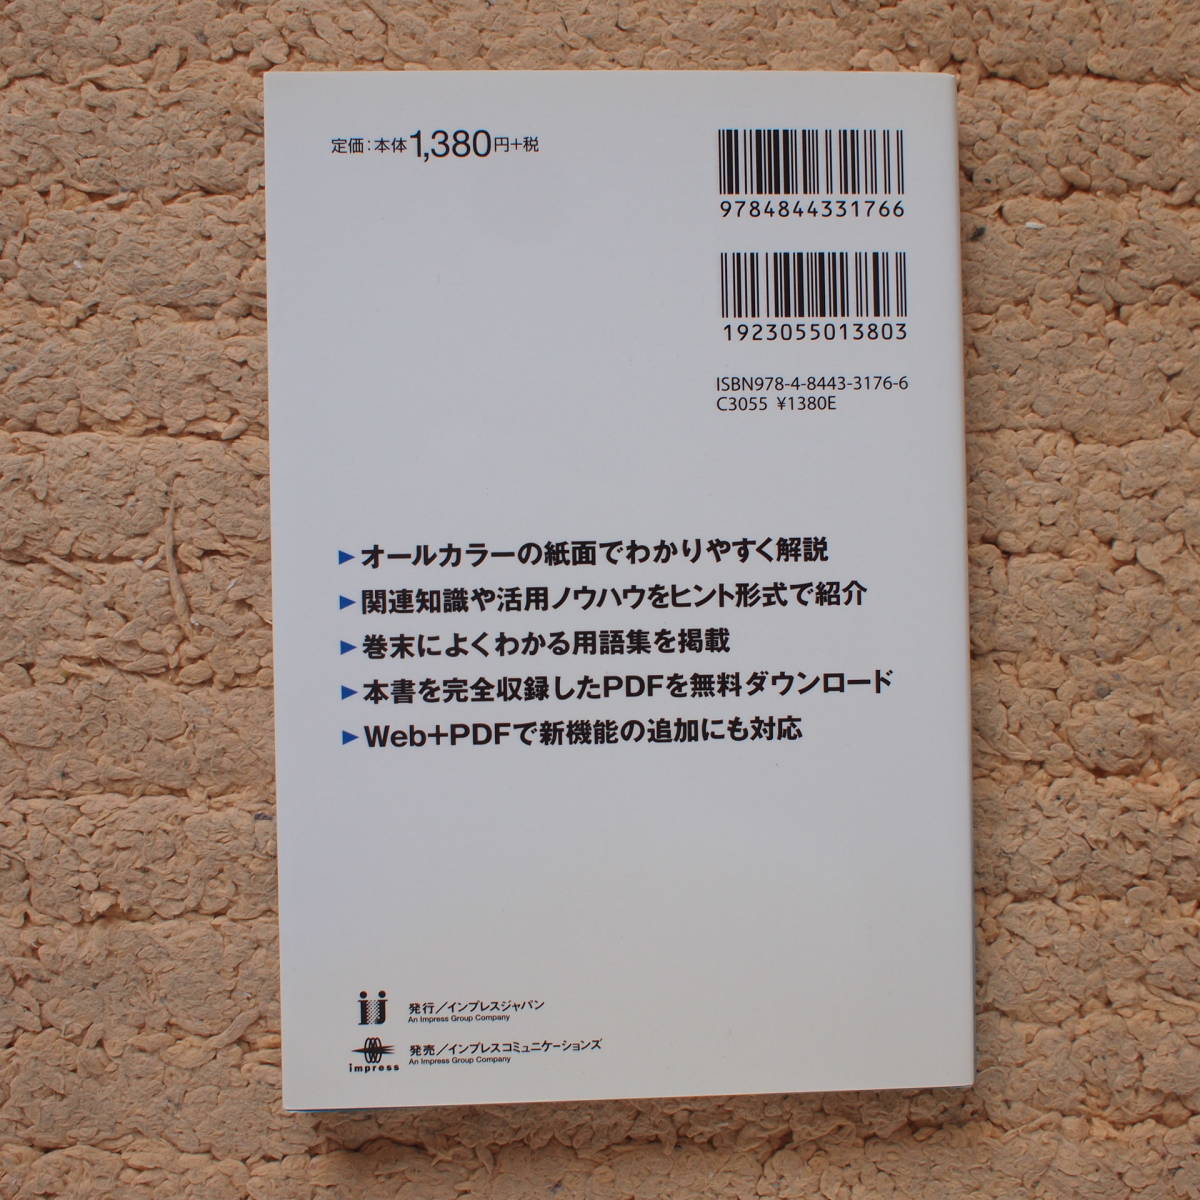 定価：本体1,380円+税
9784844331766
1923055013803
ISBN978-4-8443-3176-6
C3055 ¥1380E
▶オールカラーの紙面でわかりやすく解説
▶関連知識や活用ノウハウをヒント形式で紹介
▶巻末によくわかる用語集を掲載
▶本書を完全収録したPDFを無料ダウンロード
▶Web+PDFで新機能の追加にも対応
発行／インプレスジャパン
An Impress Group Company
発売／インプレスコミュニケーションズ
An Impress Group Company
impress